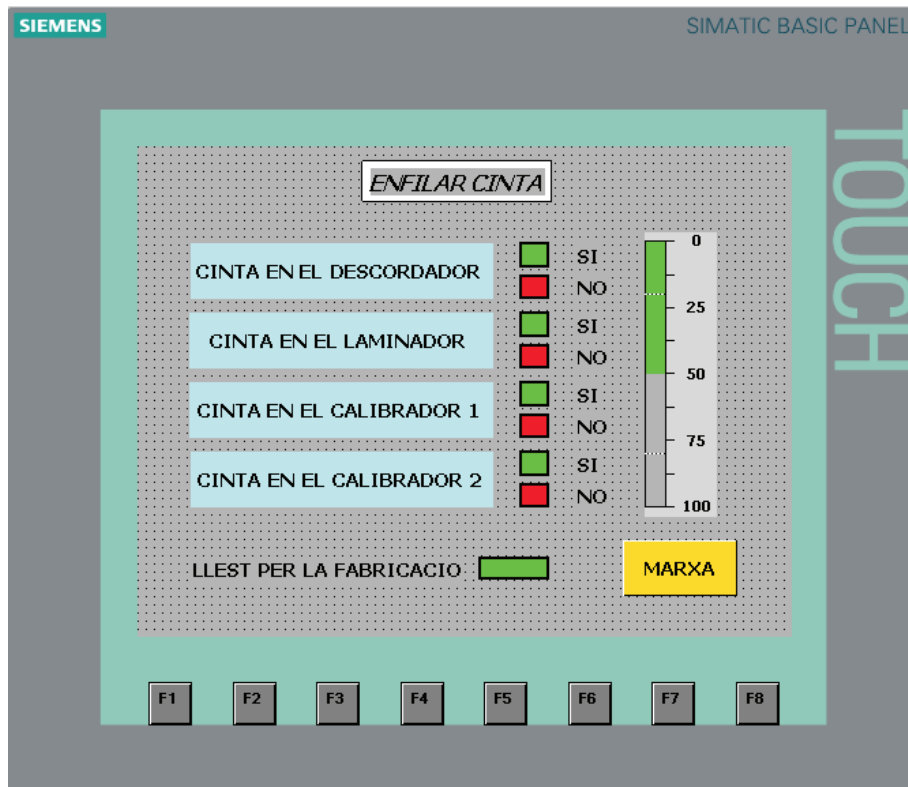 SIEMENS
SIMATIC BASIC PANEL
TOUCH
ENFILAR CINTA
CINTA EN EL DESCORDADOR
SI
NO
CINTA EN EL LAMINADOR
SI
NO
CINTA EN EL CALIBRADOR 1
SI
NO
CINTA EN EL CALIBRADOR 2
SI
NO
0
25
50
75
100
LLEST PER LA FABRICACIO
MARXA
F1 F2 F3 F4 F5 F6 F7 F8